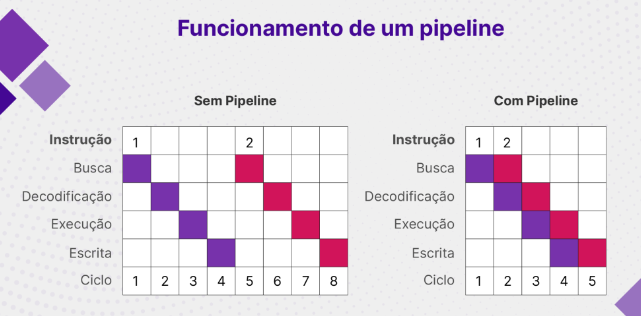 Funcionamento de um pipeline
Sem Pipeline
Instrução 1 2
Busca
Decodificação
Execução
Escrita
Ciclo 1 2 3 4 5 6 7 8
Com Pipeline
Instrução 1 2
Busca
Decodificação
Execução
Escrita
Ciclo 1 2 3 4 5